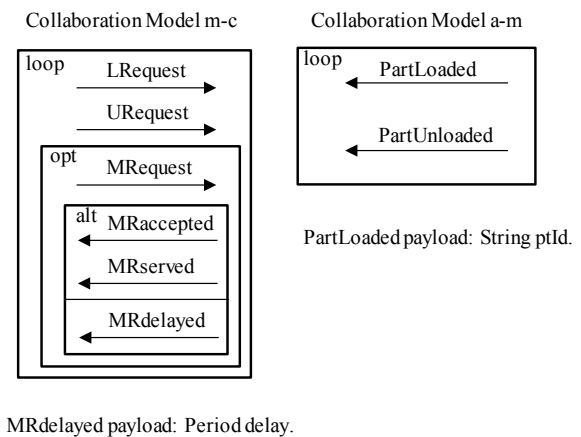 Collaboration Model m-c
loop
LRequest
URequest
opt
MRequest
alt
MRaccepted
MRserved
MRdelayed
MRdelayed payload: Period delay.
Collaboration Model a-m
loop
PartLoaded
PartUnloaded
PartLoaded payload: String ptId.